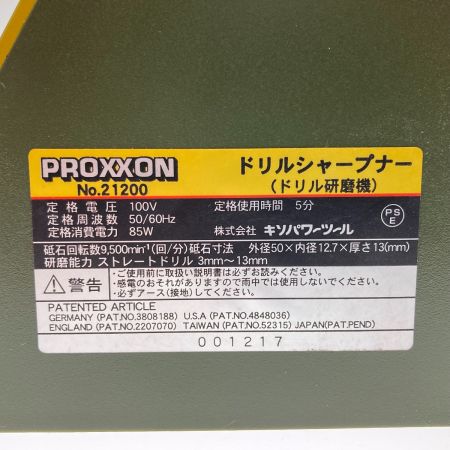 PROXXON
No.21200
ドリルシャープナー
(ドリル研磨機)
定格電圧 100V 定格使用時間 5分
定格周波数 50/60Hz
定格消費電力 85W 株式会社 キソパワーツール
PSE
砥石回転数9,500min⁻¹(回/分)砥石寸法 外径50×内径12.7×厚さ13(mm)
研磨能力 ストレートドリル 3mm〜13mm
警告
・ご使用前に取扱説明書は必ずお読みください。
・感電のおそれがありますので雨中では使用しないでください。
・必ずアース(接地)してください。
PATENTED ARTICLE
GERMANY (PAT.NO.3808188) U.S.A (PAT.NO.4848036)
ENGLAND (PAT.NO.2207070) TAIWAN (PAT.NO.52315) JAPAN(PAT.PEND)
001217